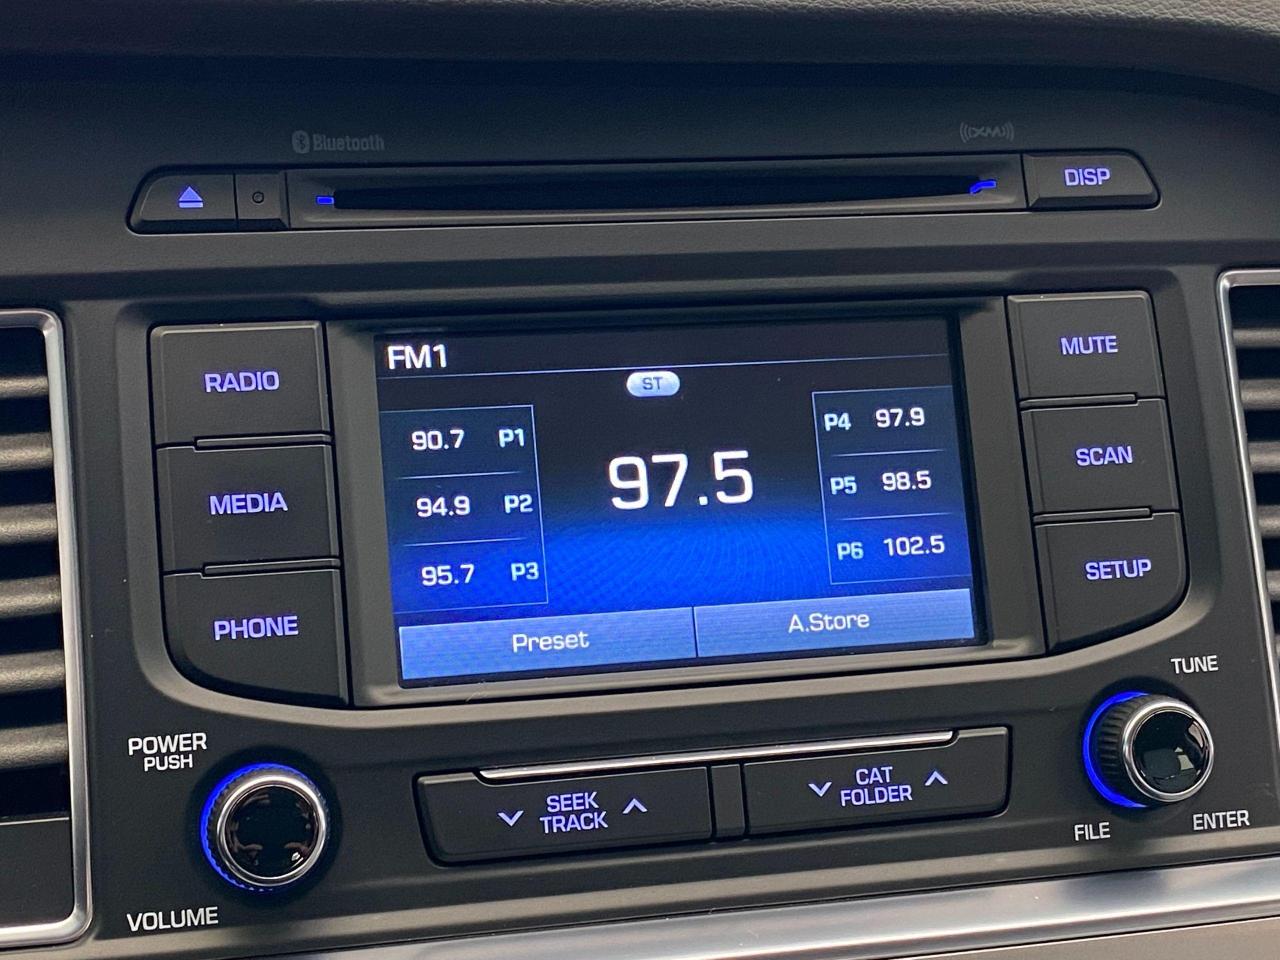 Bluetooth
((XM))
DISP
RADIO
MEDIA
PHONE
FM1
ST
90.7 P1
94.9 P2
95.7 P3
97.5
P4 97.9
P5 98.5
P6 102.5
Preset
A.Store
MUTE
SCAN
SETUP
POWER
PUSH
VOLUME
SEEK
TRACK
CAT
FOLDER
TUNE
FILE
ENTER